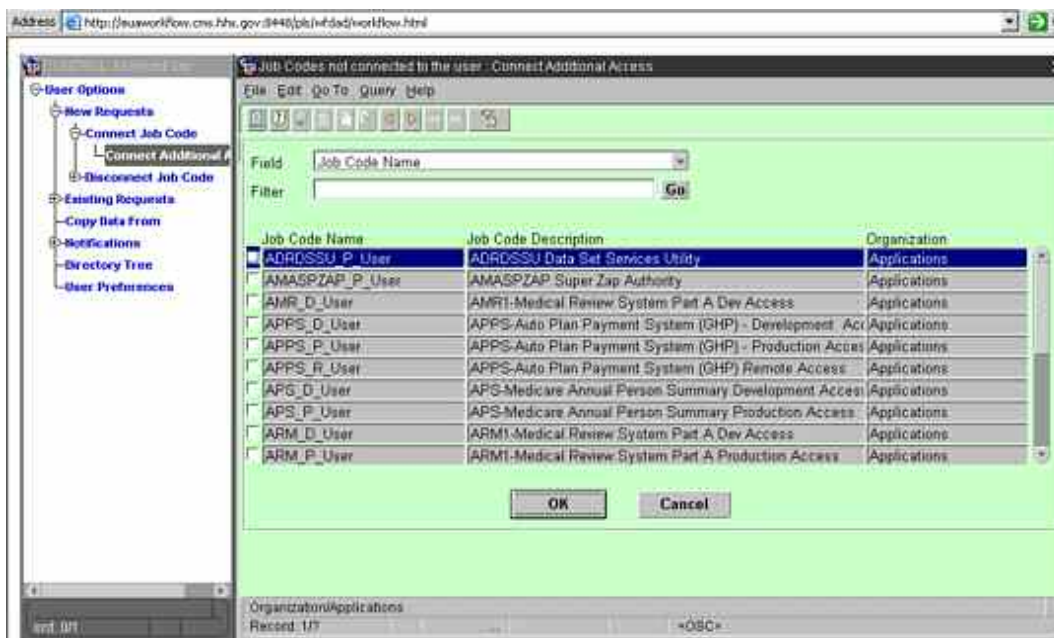 Address http://euaworkflow.cms.hhs.gov:8448/pls/wfdad/workflow.html
User Options
New Requests
Connect Job Code
Connect Additional A
Disconnect Job Code
Existing Requests
Copy Data From
Notifications
Directory Tree
User Preferences
Job Codes not connected to the user : Connect Additional Access
File Edit Go To Query Help
Field Job Code Name
Filter Go
Job Code Name Job Code Description Organization
ADRDSSU_P_User ADRDSSU Data Set Services Utility Applications
AMASPZAP_P_User AMASPZAP Super Zap Authority Applications
AMR_D_User AMR1-Medical Review System Part A Dev Access Applications
APPS_D_User APPS-Auto Plan Payment System (GHP) - Development Acc Applications
APPS_P_User APPS-Auto Plan Payment System (GHP) - Production Acces Applications
APPS_R_User APPS-Auto Plan Payment System (GHP) Remote Access Applications
APS_D_User APS-Medicare Annual Person Summary Development Access Applications
APS_P_User APS-Medicare Annual Person Summary Production Access Applications
ARM_D_User ARM1-Medical Review System Part A Dev Access Applications
ARM_P_User ARM1-Medical Review System Part A Production Access Applications
OK Cancel
Organization/Applications
Record: 1/? ... <OSC>